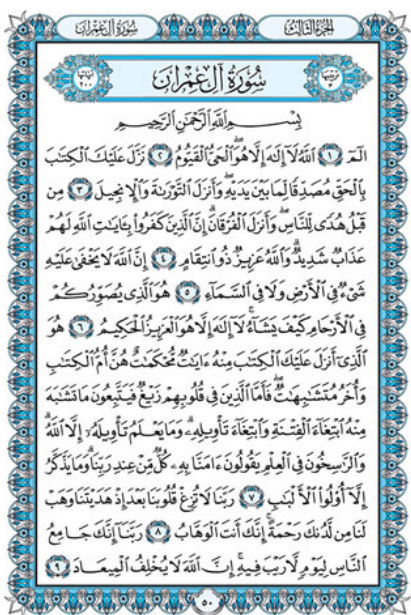 الجزء الثالث
سورة آل عمران
سُورَةُ آلِ عِمْرَانَ
بِسْمِ ٱللَّهِ ٱلرَّحْمَٰنِ ٱلرَّحِيمِ
الٓمٓ ١ ٱللَّهُ لَآ إِلَٰهَ إِلَّا هُوَ ٱلْحَىُّ ٱلْقَيُّومُ ٢ نَزَّلَ عَلَيْكَ ٱلْكِتَٰبَ
بِٱلْحَقِّ مُصَدِّقًا لِّمَا بَيْنَ يَدَيْهِ وَأَنزَلَ ٱلتَّوْرَىٰةَ وَٱلْإِنجِيلَ ٣ مِن
قَبْلُ هُدًى لِّلنَّاسِ وَأَنزَلَ ٱلْفُرْقَانَ ۗ إِنَّ ٱلَّذِينَ كَفَرُوا۟ بِـَٔايَٰتِ ٱللَّهِ لَهُمْ
عَذَابٌ شَدِيدٌ ۗ وَٱللَّهُ عَزِيزٌ ذُو ٱنتِقَامٍ ٤ إِنَّ ٱللَّهَ لَا يَخْفَىٰ عَلَيْهِ
شَىْءٌ فِى ٱلْأَرْضِ وَلَا فِى ٱلسَّمَآءِ ٥ هُوَ ٱلَّذِى يُصَوِّرُكُمْ
فِى ٱلْأَرْحَامِ كَيْفَ يَشَآءُ ۚ لَآ إِلَٰهَ إِلَّا هُوَ ٱلْعَزِيزُ ٱلْحَكِيمُ ٦ هُوَ
ٱلَّذِىٓ أَنزَلَ عَلَيْكَ ٱلْكِتَٰبَ مِنْهُ ءَايَٰتٌ مُّحْكَمَٰتٌ هُنَّ أُمُّ ٱلْكِتَٰبِ
وَأُخَرُ مُتَشَٰبِهَٰتٌ ۖ فَأَمَّا ٱلَّذِينَ فِى قُلُوبِهِمْ زَيْغٌ فَيَتَّبِعُونَ مَا تَشَٰبَهَ
مِنْهُ ٱبْتِغَآءَ ٱلْفِتْنَةِ وَٱبْتِغَآءَ تَأْوِيلِهِۦ ۗ وَمَا يَعْلَمُ تَأْوِيلَهُۥٓ إِلَّا ٱللَّهُ ۗ
وَٱلرَّٰسِخُونَ فِى ٱلْعِلْمِ يَقُولُونَ ءَامَنَّا بِهِۦ كُلٌّ مِّنْ عِندِ رَبِّنَا ۗ وَمَا يَذَّكَّرُ
إِلَّآ أُو۟لُوا۟ ٱلْأَلْبَٰبِ ٧ رَبَّنَا لَا تُزِغْ قُلُوبَنَا بَعْدَ إِذْ هَدَيْتَنَا وَهَبْ
لَنَا مِن لَّدُنكَ رَحْمَةً ۚ إِنَّكَ أَنتَ ٱلْوَهَّابُ ٨ رَبَّنَآ إِنَّكَ جَامِعُ
ٱلنَّاسِ لِيَوْمٍ لَّا رَيْبَ فِيهِ ۚ إِنَّ ٱللَّهَ لَا يُخْلِفُ ٱلْمِيعَادَ ٩
٥٠